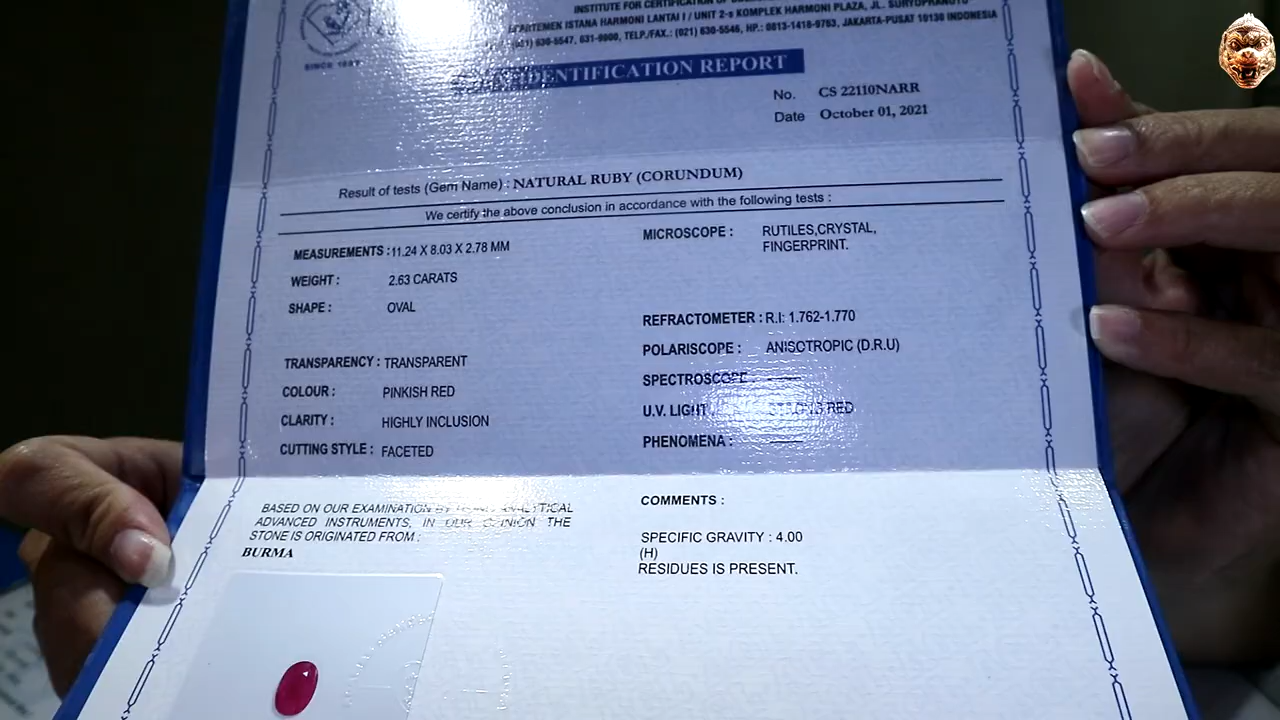 INSTITUTE FOR CERTIFICATION OF
ISTANA HARMONI LANTAI I / UNIT 2-s KOMPLEK HARMONI PLAZA, JL. SURYOPRANOTO
(021) 630-5547, 631-9900, TELP./FAX.: (021) 630-5546, HP.: 0813-1418-9763, JAKARTA-PUSAT 10130 INDONESIA
SINCE
IDENTIFICATION REPORT
No. CS 22110NARR
Date October 01, 2021
Result of tests (Gem Name) : NATURAL RUBY (CORUNDUM)
We certify the above conclusion in accordance with the following tests :
MEASUREMENTS : 11.24 X 8.03 X 2.78 MM
WEIGHT : 2.63 CARATS
SHAPE : OVAL
TRANSPARENCY : TRANSPARENT
COLOUR : PINKISH RED
CLARITY : HIGHLY INCLUSION
CUTTING STYLE : FACETED
MICROSCOPE : RUTILES,CRYSTAL,
FINGERPRINT.
REFRACTOMETER : R.I: 1.762-1.770
POLARISCOPE : ANISOTROPIC (D.R.U)
SPECTROSCOPE : ——
U.V. LIGHT STRONG RED
PHENOMENA : ——
BASED ON OUR EXAMINATION BY USING ANALYTICAL
ADVANCED INSTRUMENTS, IN OUR OPINION THE
STONE IS ORIGINATED FROM :
BURMA
COMMENTS :
SPECIFIC GRAVITY : 4.00
(H)
RESIDUES IS PRESENT.